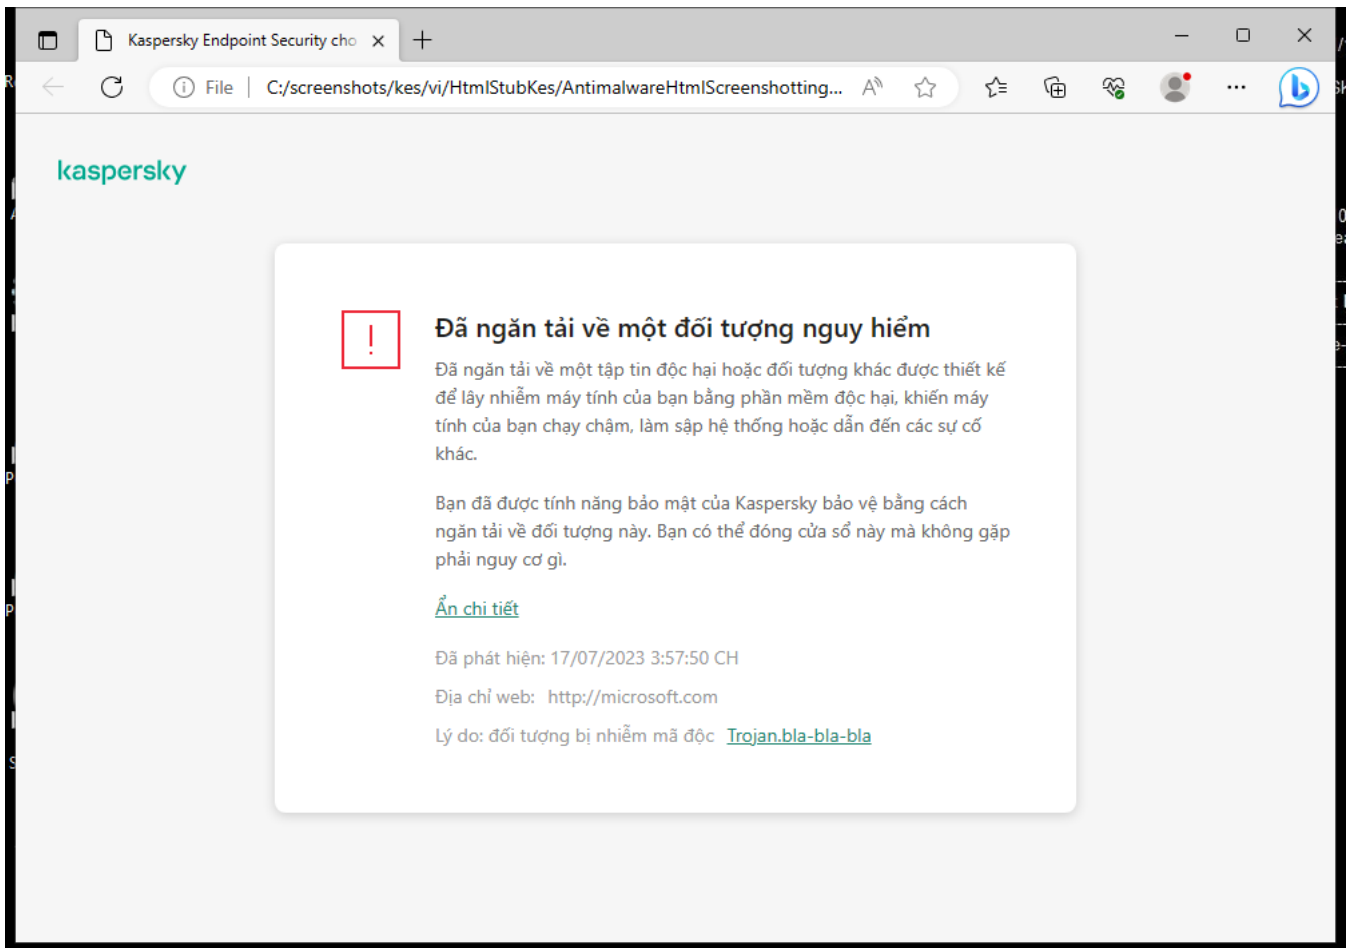 Kaspersky Endpoint Security cho
File
C:/screenshots/kes/vi/HtmlStubKes/AntimalwareHtmlScreenshotting...
kaspersky
Đã ngăn tải về một đối tượng nguy hiểm
Đã ngăn tải về một tập tin độc hại hoặc đối tượng khác được thiết kế
để lây nhiễm máy tính của bạn bằng phần mềm độc hại, khiến máy
tính của bạn chạy chậm, làm sập hệ thống hoặc dẫn đến các sự cố
khác.
Bạn đã được tính năng bảo mật của Kaspersky bảo vệ bằng cách
ngăn tải về đối tượng này. Bạn có thể đóng cửa sổ này mà không gặp
phải nguy cơ gì.
Ẩn chi tiết
Đã phát hiện: 17/07/2023 3:57:50 CH
Địa chỉ web: http://microsoft.com
Lý do: đối tượng bị nhiễm mã độc Trojan.bla-bla-bla